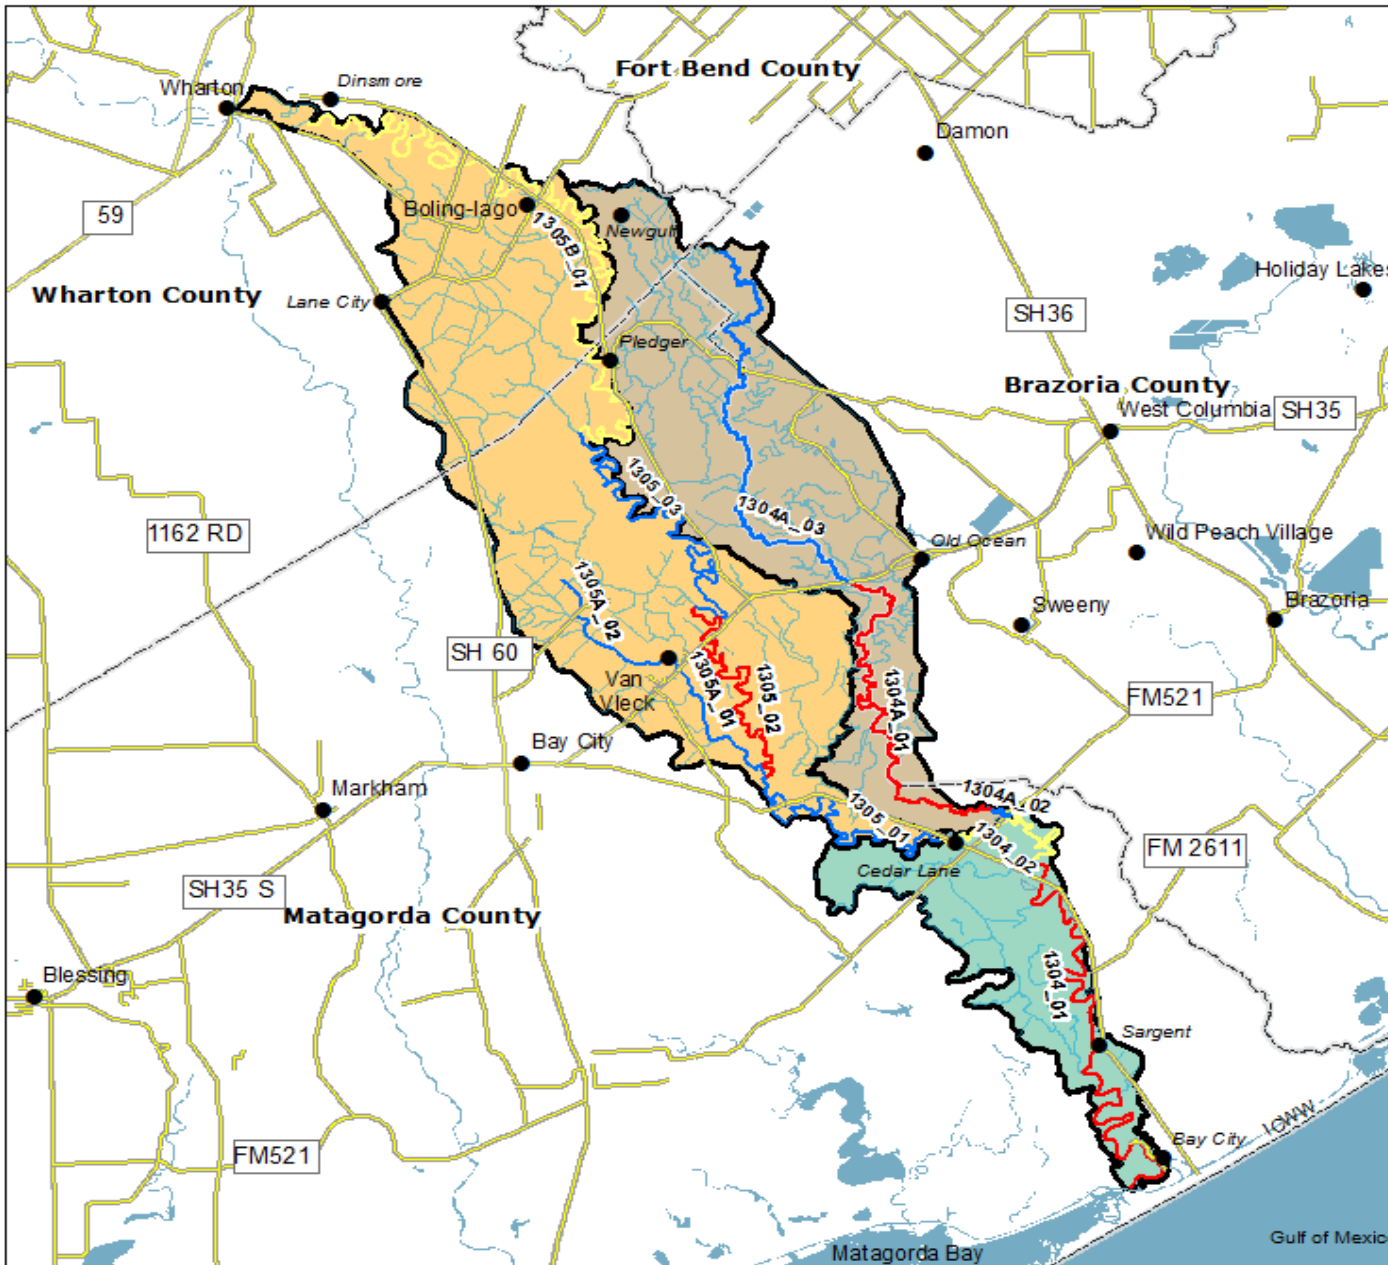 Fort Bend County
Dinsmore
Wharton
Damon
59
Boling-Iago
1305B_01
Newgulf
Holiday Lakes
Wharton County
Lane City
SH36
Pledger
Brazoria County
West Columbia
SH35
1305_03
1304A_03
1162 RD
Old Ocean
Wild Peach Village
1305A_02
Sweeny
Brazoria
SH 60
Van
Vleck
1305A_01
1305_02
1304A_01
FM521
Bay City
Markham
1304A_02
1305_01
1304_02
FM 2611
Cedar Lane
SH35 S
Matagorda County
Blessing
1304_01
Sargent
ICWW
Bay City
FM521
Gulf of Mexico
Matagorda Bay